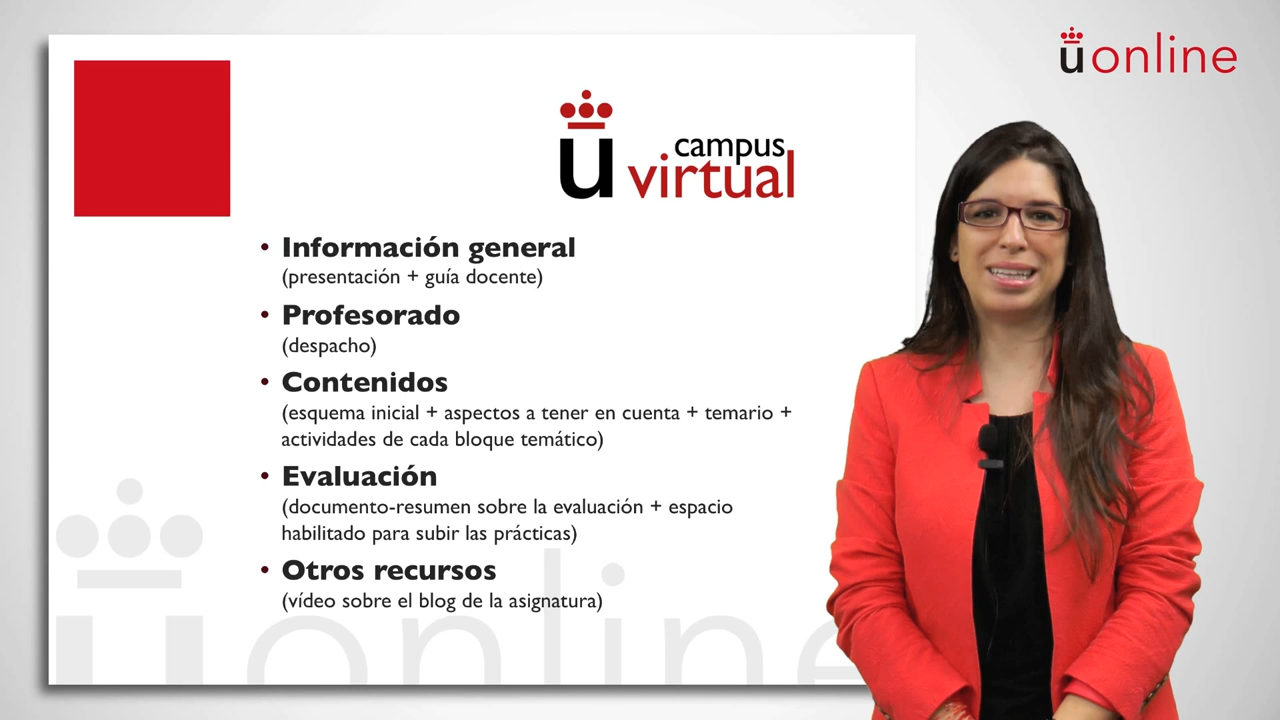 uonline
u campus
virtual
• Información general
(presentación + guía docente)
• Profesorado
(despacho)
• Contenidos
(esquema inicial + aspectos a tener en cuenta + temario +
actividades de cada bloque temático)
• Evaluación
(documento-resumen sobre la evaluación + espacio
habilitado para subir las prácticas)
• Otros recursos
(vídeo sobre el blog de la asignatura)
uonline